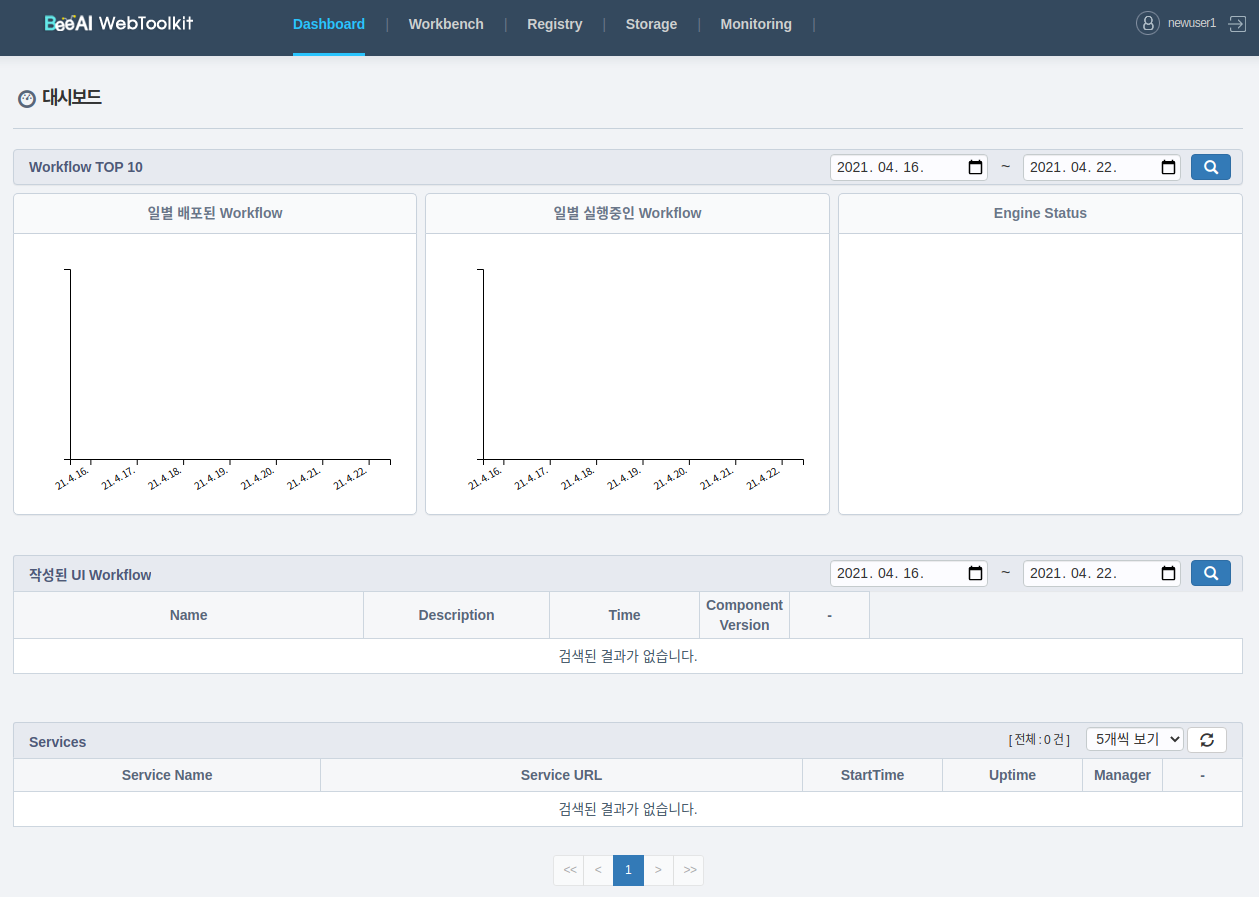 BeeAI WebToolkit Dashboard | Workbench | Registry | Storage | Monitoring | newuser1
대시보드
Workflow TOP 10 2021. 04. 16. ~ 2021. 04. 22.
일별 배포된 Workflow 일별 실행중인 Workflow Engine Status
21. 4. 16. 21. 4. 17. 21. 4. 18. 21. 4. 19. 21. 4. 20. 21. 4. 21. 21. 4. 22. 21. 4. 16. 21. 4. 17. 21. 4. 18. 21. 4. 19. 21. 4. 20. 21. 4. 21. 21. 4. 22.
작성된 UI Workflow 2021. 04. 16. ~ 2021. 04. 22.
Name Description Time Component Version -
검색된 결과가 없습니다.
Services [ 전체 : 0 건 ] 5개씩 보기
Service Name Service URL StartTime Uptime Manager -
검색된 결과가 없습니다.
<< < 1 > >>